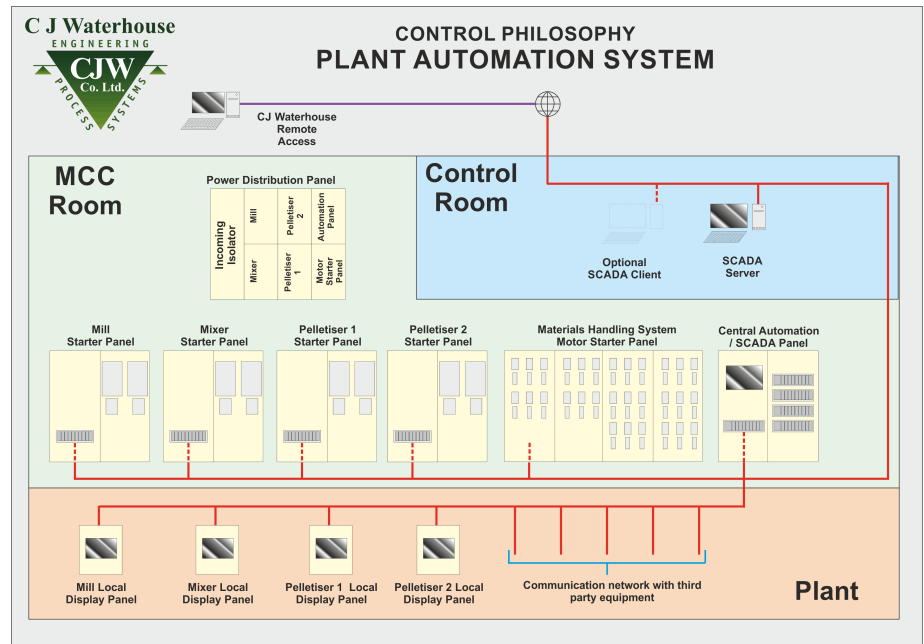 C J Waterhouse
ENGINEERING
CJW
Co. Ltd.
PROCESS
SYSTEMS
CONTROL PHILOSOPHY
PLANT AUTOMATION SYSTEM
CJ Waterhouse
Remote
Access
MCC
Room
Power Distribution Panel
Incoming
Isolator
Mill
Pelletiser
2
Automation
Panel
Mixer
Pelletiser
1
Motor
Starter
Panel
Control
Room
Optional
SCADA Client
SCADA
Server
Mill
Starter Panel
Mixer
Starter Panel
Pelletiser 1
Starter Panel
Pelletiser 2
Starter Panel
Materials Handling System
Motor Starter Panel
Central Automation
/ SCADA Panel
Mill Local
Display Panel
Mixer Local
Display Panel
Pelletiser 1 Local
Display Panel
Pelletiser 2 Local
Display Panel
Communication network with third
party equipment
Plant